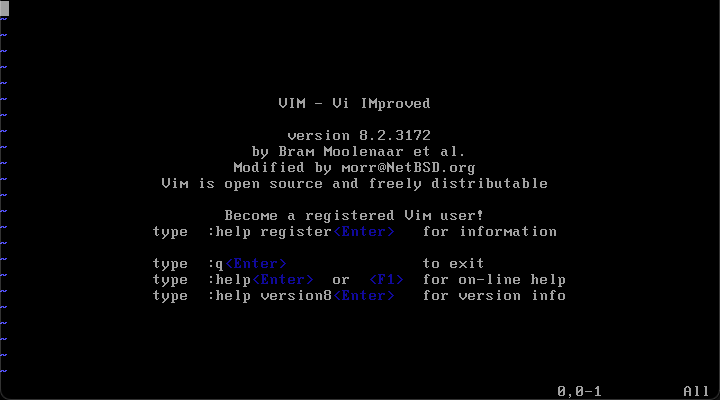 ~
~
~
~
~
VIM - Vi IMproved
~
version 8.2.3172
by Bram Moolenaar et al.
Modified by morr@NetBSD.org
Vim is open source and freely distributable
~
Become a registered Vim user!
type :help register<Enter> for information
~
type :q<Enter> to exit
type :help<Enter> or <F1> for on-line help
type :help version8<Enter> for version info
~
~
~
~
~
0,0-1 All